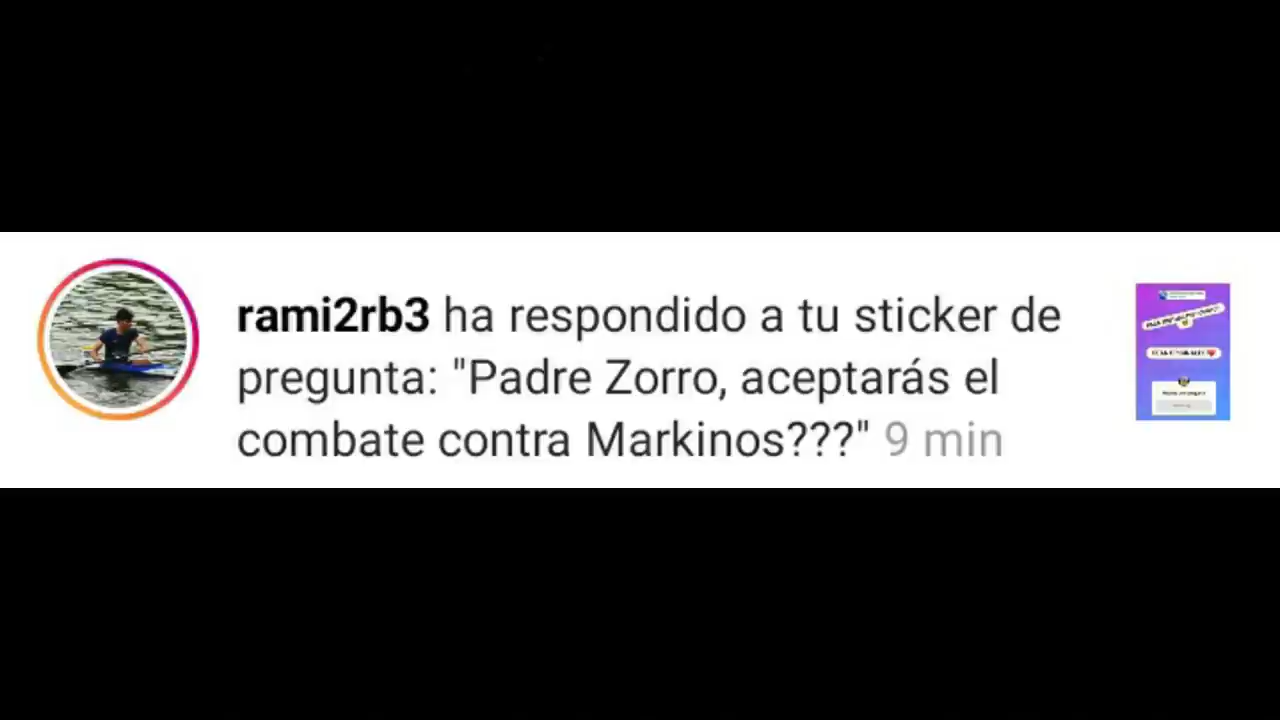 rami2rb3 ha respondido a tu sticker de
pregunta: "Padre Zorro, aceptarás el
combate contra Markinos???" 9 min